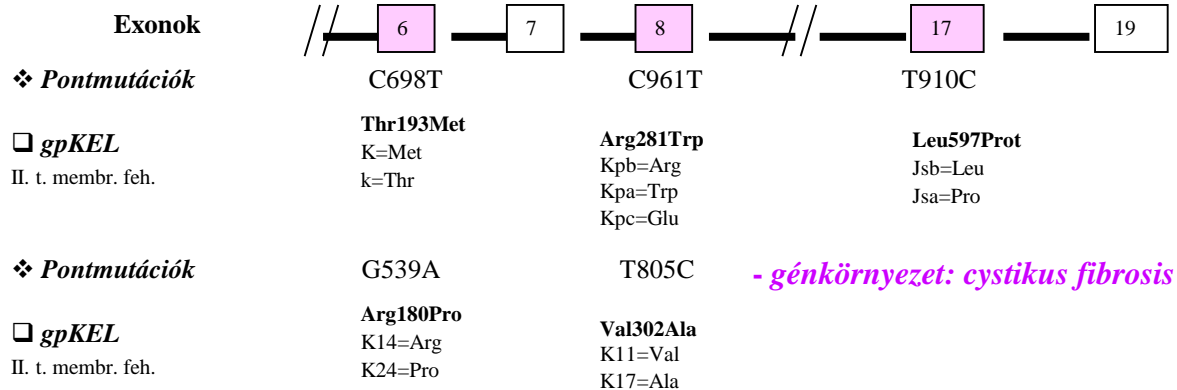 Exonok 6 7 8 17 19
❖ Pontmutációk C698T C961T T910C
❑ gpKEL
II. t. membr. feh.
Thr193Met
K=Met
k=Thr
Arg281Trp
Kpb=Arg
Kpa=Trp
Kpc=Glu
Leu597Prot
Jsb=Leu
Jsa=Pro
❖ Pontmutációk G539A T805C - génkörnyezet: cystikus fibrosis
❑ gpKEL
II. t. membr. feh.
Arg180Pro
K14=Arg
K24=Pro
Val302Ala
K11=Val
K17=Ala